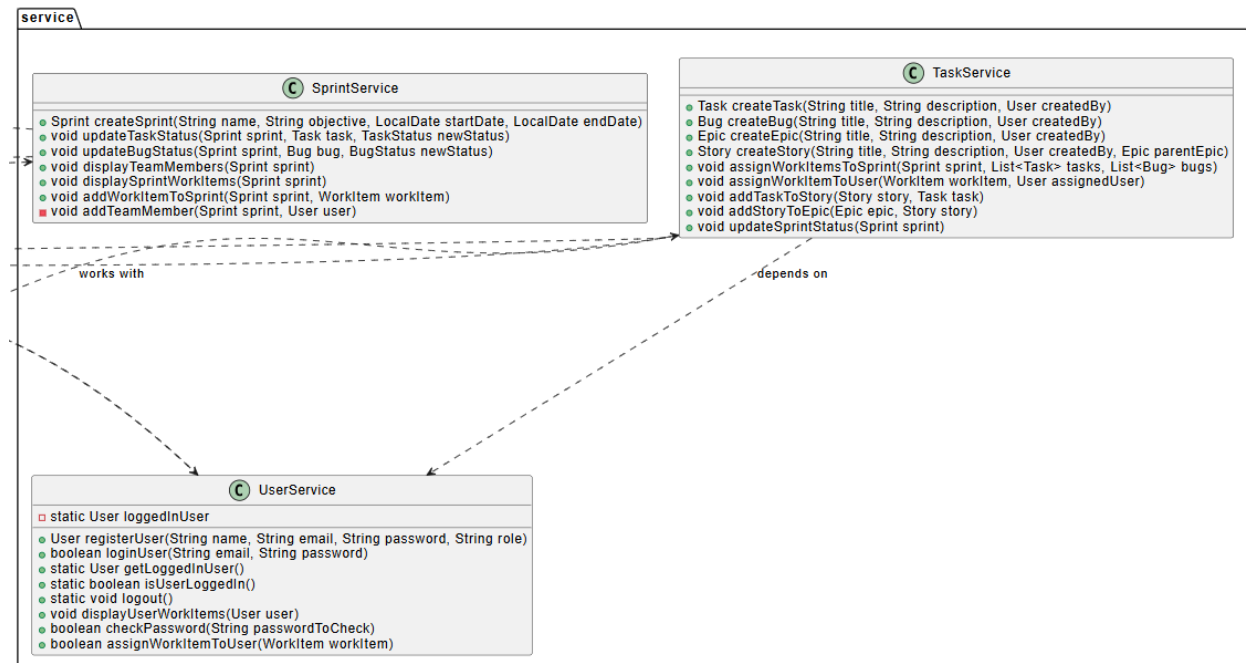 service
C SprintService
Sprint createSprint(String name, String objective, LocalDate startDate, LocalDate endDate)
void updateTaskStatus(Sprint sprint, Task task, TaskStatus newStatus)
void updateBugStatus(Sprint sprint, Bug bug, BugStatus newStatus)
void displayTeamMembers(Sprint sprint)
void displaySprintWorkItems(Sprint sprint)
void addWorkItemToSprint(Sprint sprint, WorkItem workItem)
void addTeamMember(Sprint sprint, User user)
C TaskService
Task createTask(String title, String description, User createdBy)
Bug createBug(String title, String description, User createdBy)
Epic createEpic(String title, String description, User createdBy)
Story createStory(String title, String description, User createdBy, Epic parentEpic)
void assignWorkItemsToSprint(Sprint sprint, List<Task> tasks, List<Bug> bugs)
void assignWorkItemToUser(WorkItem workItem, User assignedUser)
void addTaskToStory(Story story, Task task)
void addStoryToEpic(Epic epic, Story story)
void updateSprintStatus(Sprint sprint)
works with
depends on
C UserService
static User loggedInUser
User registerUser(String name, String email, String password, String role)
boolean loginUser(String email, String password)
static User getLoggedInUser()
static boolean isUserLoggedIn()
static void logout()
void displayUserWorkItems(User user)
boolean checkPassword(String passwordToCheck)
boolean assignWorkItemToUser(WorkItem workItem)